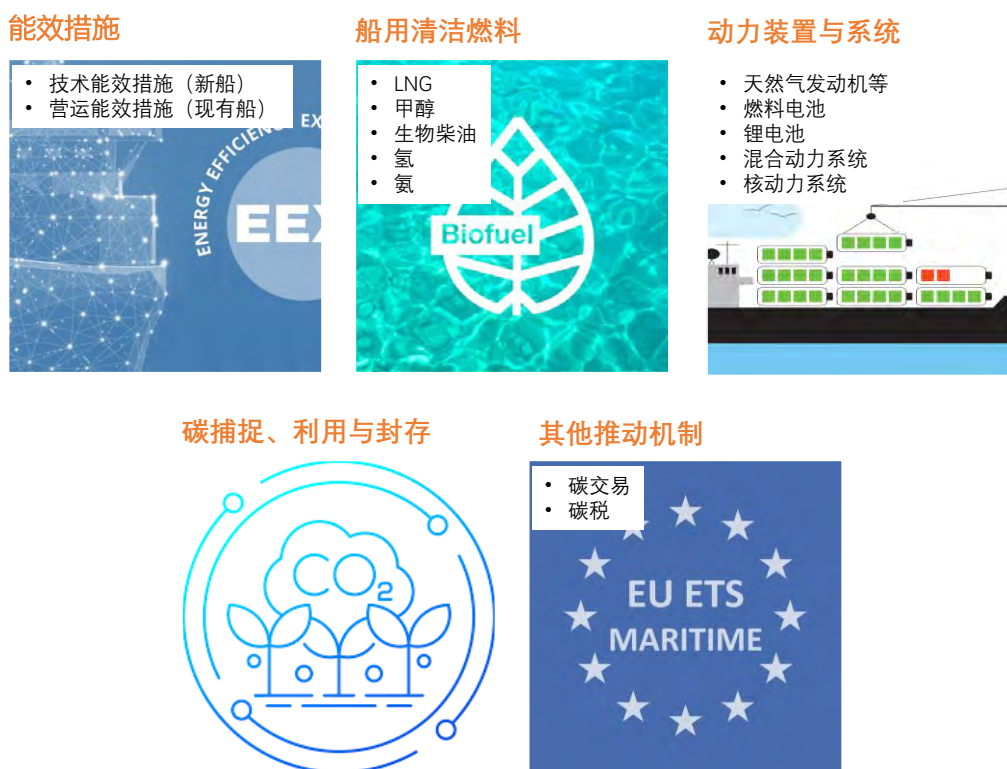 能效措施
• 技术能效措施（新船）
• 营运能效措施（现有船）
ENERGY EFFICIENC EX
EEX
船用清洁燃料
• LNG
• 甲醇
• 生物柴油
• 氢
• 氨
Biofuel
动力装置与系统
• 天然气发动机等
• 燃料电池
• 锂电池
• 混合动力系统
• 核动力系统
碳捕捉、利用与封存
CO2
其他推动机制
• 碳交易
• 碳税
EU ETS
MARITIME